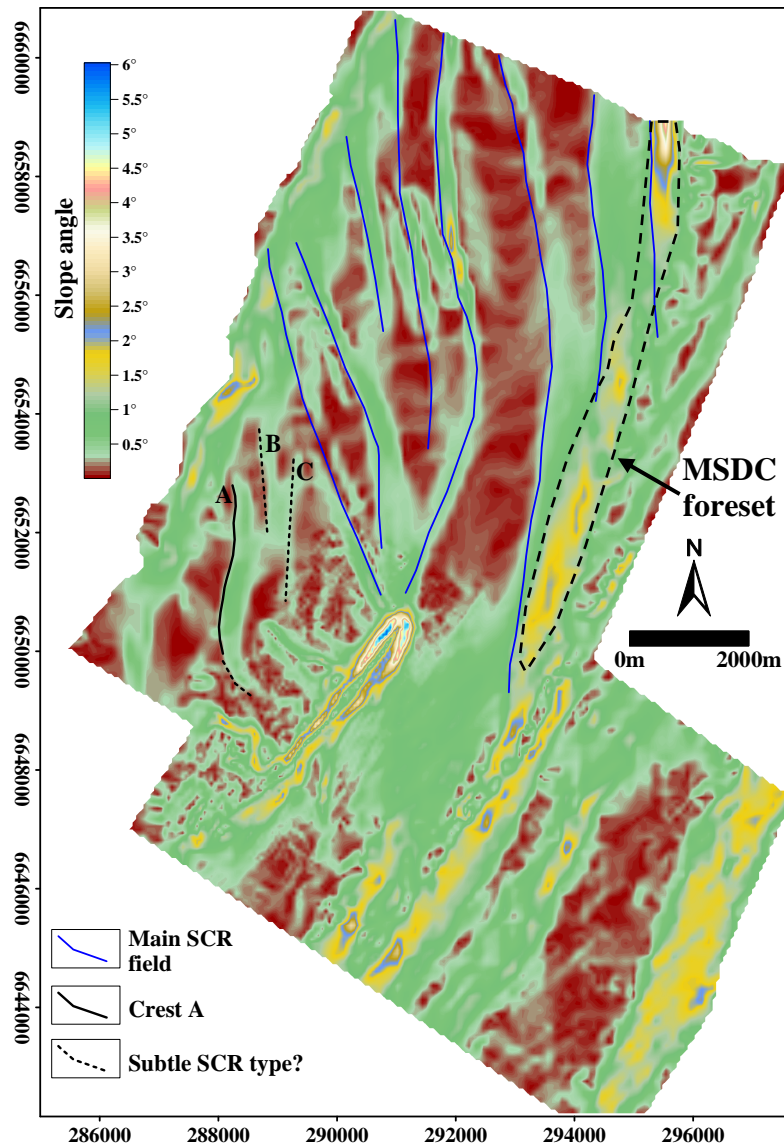 6660000
6658000
6656000
6654000
6652000
6650000
6648000
6646000
6644000
Slope angle
6°
5.5°
5°
4.5°
4°
3.5°
3°
2.5°
2°
1.5°
1°
0.5°
A
B
C
MSDC
foreset
N
0m 2000m
Main SCR
field
Crest A
Subtle SCR type?
286000 288000 290000 292000 294000 296000